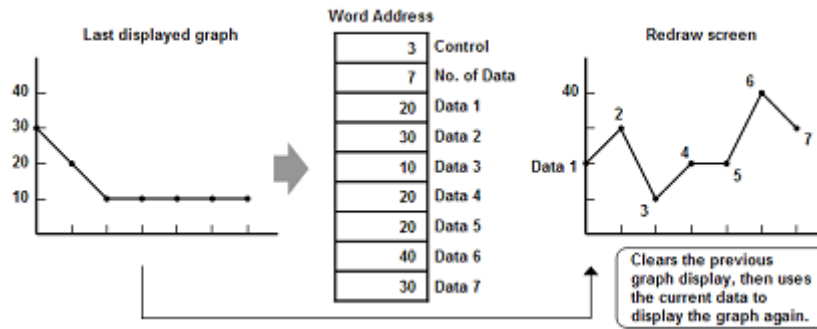 Word Address
Last displayed graph
40
30
20
10
3 Control
7 No. of Data
20 Data 1
30 Data 2
10 Data 3
20 Data 4
20 Data 5
40 Data 6
30 Data 7
Redraw screen
40
Data 1
2
3
4
5
6
7
Clears the previous
graph display, then uses
the current data to
display the graph again.